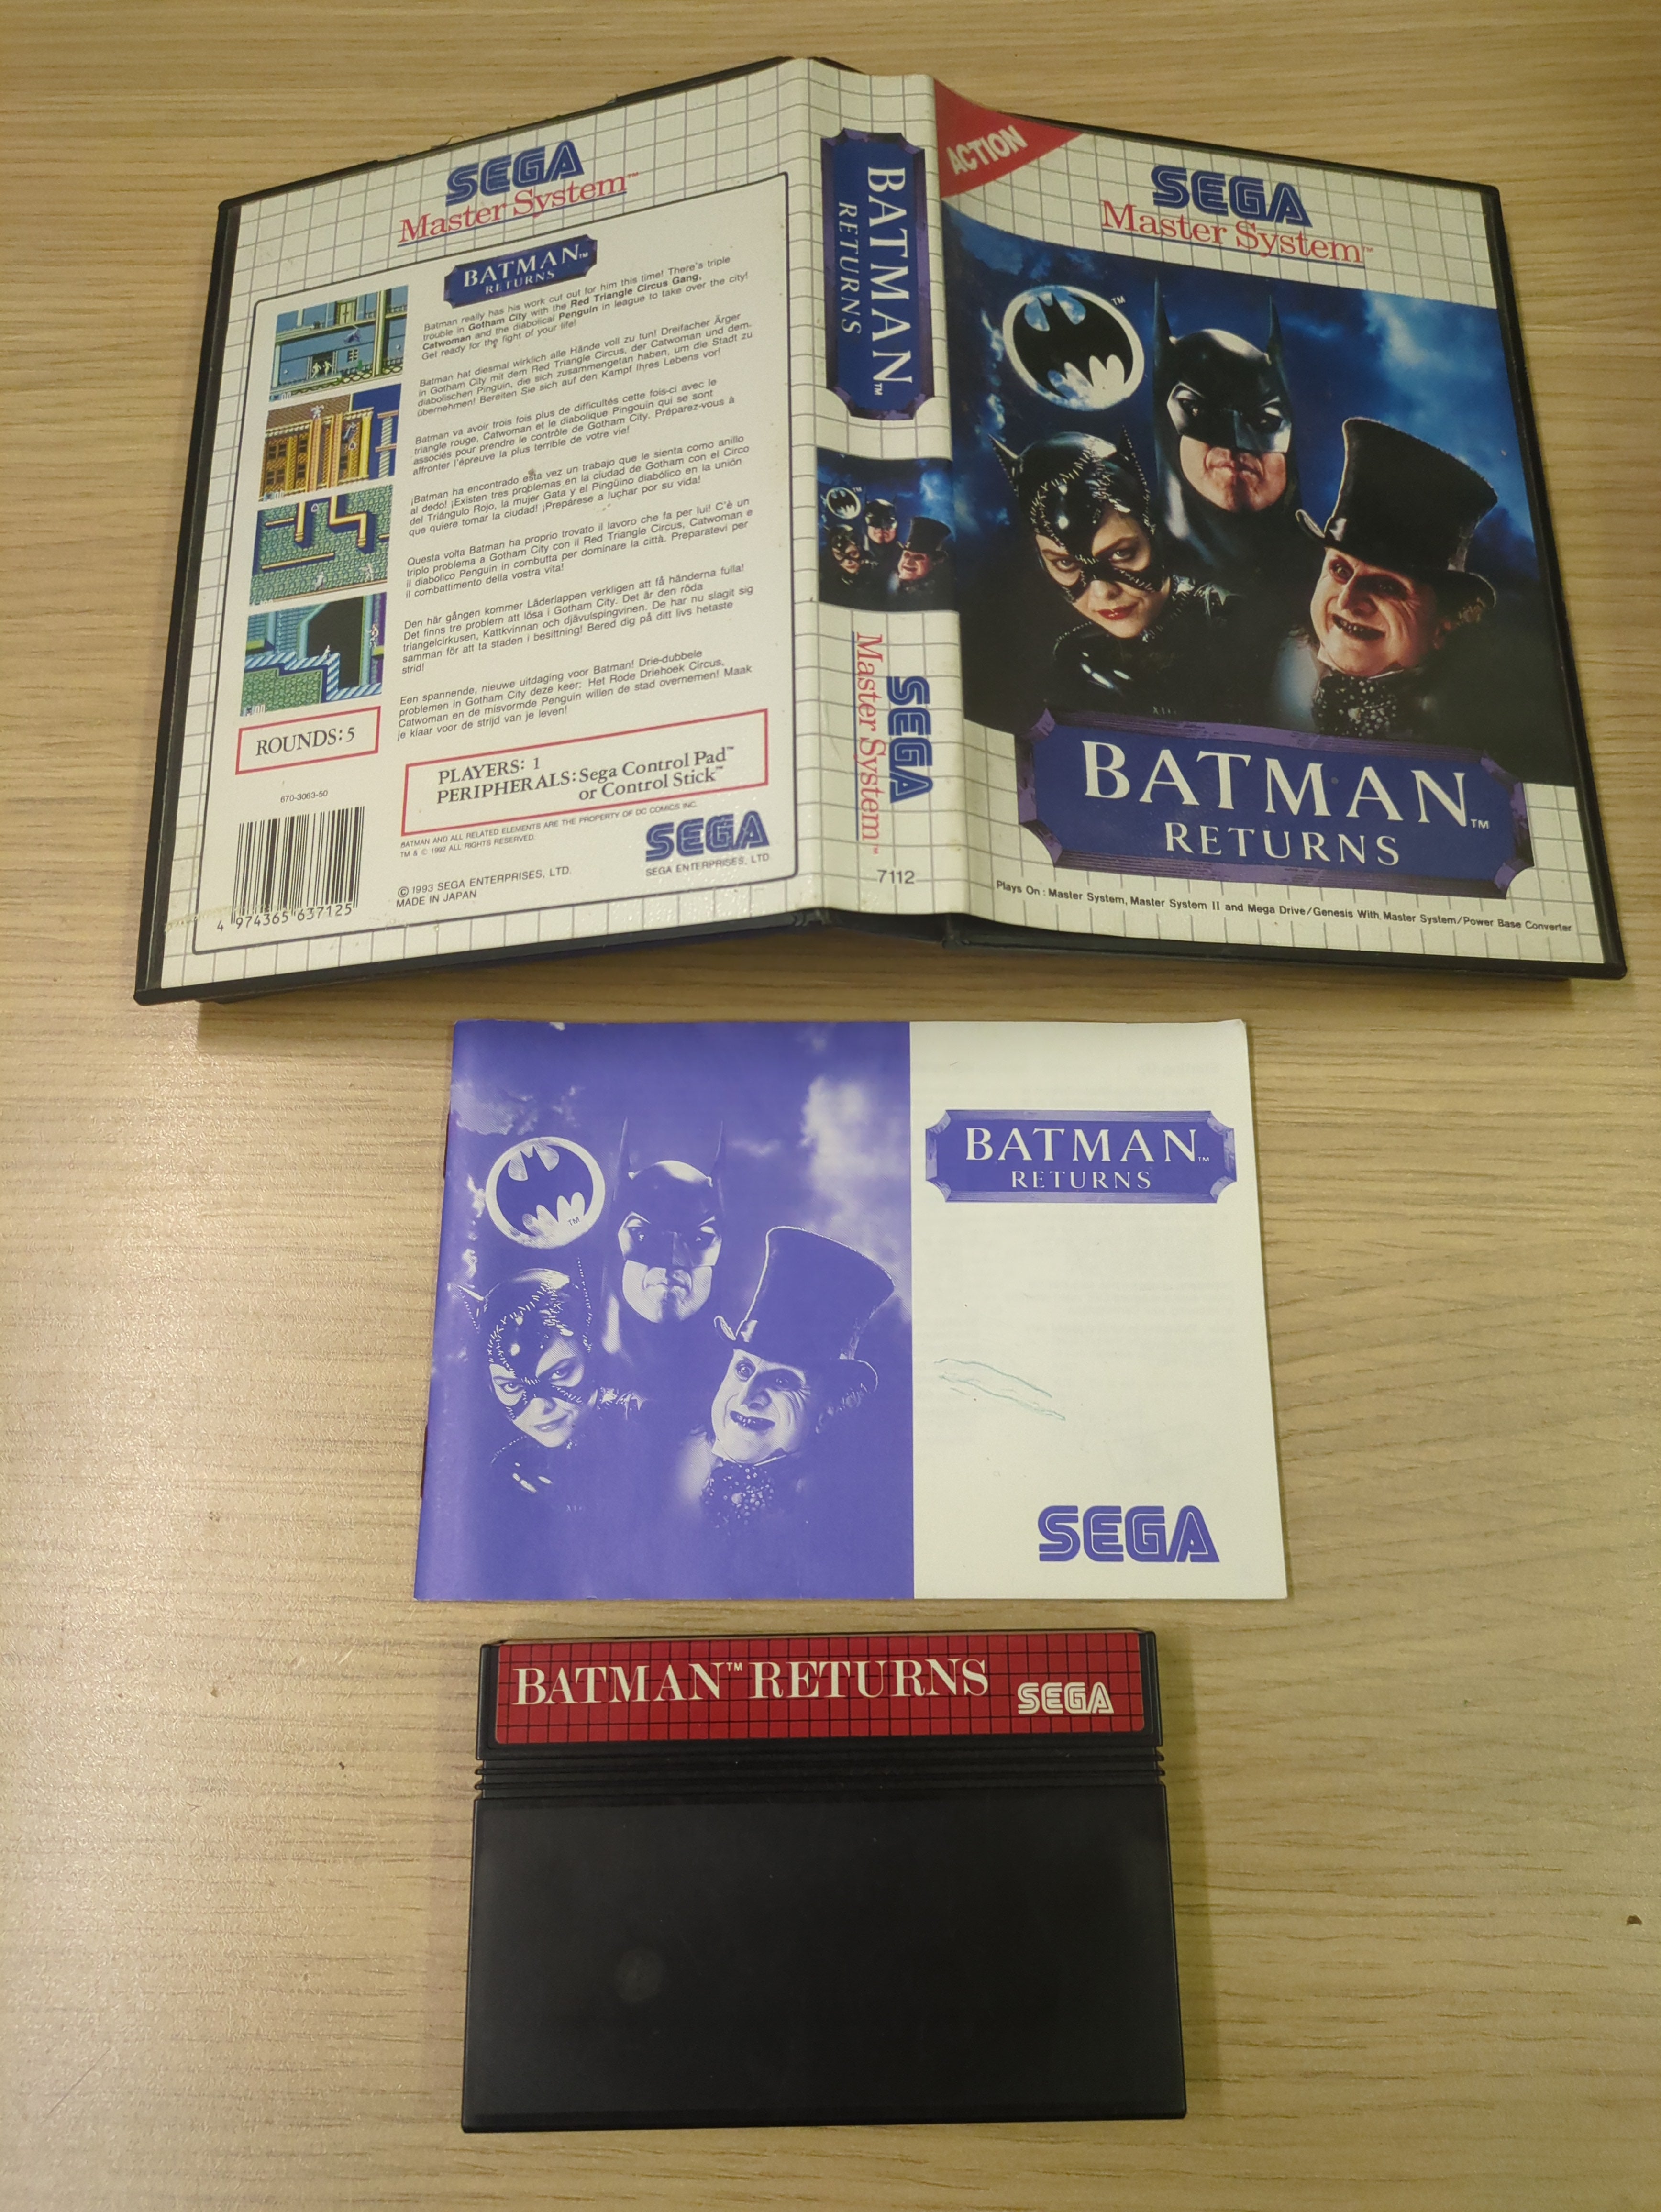 SEGA
Master System™
BATMAN™
RETURNS
Batman really has his work cut out for him this time! There's triple
trouble in Gotham City with the Red Triangle Circus Gang,
Catwoman and the diabolical Penguin in league to take over the city!
Get ready for the fight of your life!
Batman hat diesmal wirklich alle Hände voll zu tun! Dreifacher Ärger
in Gotham City mit dem Red Triangle Circus, der Catwoman und dem
diabolischen Pinguin, die sich zusammengetan haben, um die Stadt zu
übernehmen! Bereiten Sie sich auf den Kampf Ihres Lebens vor!
Batman va avoir trois fois plus de difficultés cette fois-ci avec le
triangle rouge, Catwoman et le diabolique Pingouin qui se sont
associés pour prendre le contrôle de Gotham City. Préparez-vous à
affronter l'épreuve la plus terrible de votre vie!
¡Batman ha encontrado esta vez un trabajo que le sienta como anillo
al dedo! ¡Existen tres problemas en la ciudad de Gotham con el Circo
del Triángulo Rojo, la mujer Gata y el Pingüino diabólico en la unión
que quiere tomar la ciudad! ¡Prepárese a luchar por su vida!
Questa volta Batman ha proprio trovato il lavoro che fa per lui! C'è un
triplo problema a Gotham City con il Red Triangle Circus, Catwoman e
il diabolico Penguin in combutta per dominare la città. Preparatevi per
il combattimento della vostra vita!
Den här gången kommer Läderlappen verkligen att få händerna fulla!
Det finns tre problem att lösa i Gotham City. Det är den röda
triangelcirkusen, Kattkvinnan och djävulspingvinen. De har nu slagit sig
samman för att ta staden i besittning! Bered dig på ditt livs hetaste
strid!
Een spannende, nieuwe uitdaging voor Batman! Drie-dubbele
problemen in Gotham City deze keer: Het Rode Driehoek Circus,
Catwoman en de misvormde Penguin willen de stad overnemen! Maak
je klaar voor de strijd van je leven!
ROUNDS: 5
PLAYERS: 1
PERIPHERALS: Sega Control Pad™
or Control Stick™
670-3063-50
4 974365 637125
BATMAN AND ALL RELATED ELEMENTS ARE THE PROPERTY OF DC COMICS INC.
TM & © 1992 ALL RIGHTS RESERVED.
© 1993 SEGA ENTERPRISES, LTD.
MADE IN JAPAN
SEGA
SEGA ENTERPRISES, LTD.
BATMAN™
RETURNS
SEGA
Master System™
7112
ACTION
SEGA
Master System™
TM
BATMAN™
RETURNS
Plays On : Master System, Master System II and Mega Drive/Genesis With Master System/Power Base Converter
TM
BATMAN™
RETURNS
SEGA
BATMAN™ RETURNS
SEGA